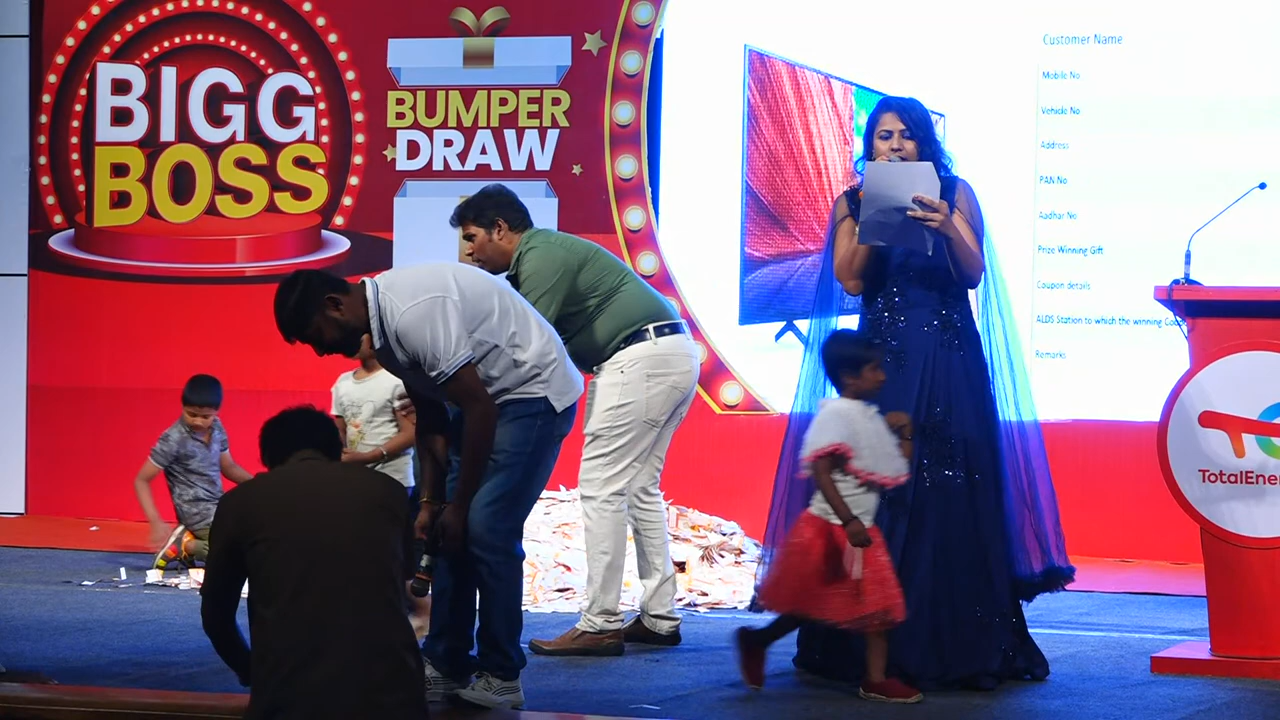 BIGG
BOSS
BUMPER
DRAW
Customer Name
Mobile No
Vehicle No
Address
PAN No
Aadhar No
Prize Winning Gift
Coupon details
ALDS Station to which the winning
Remarks
TotalEner